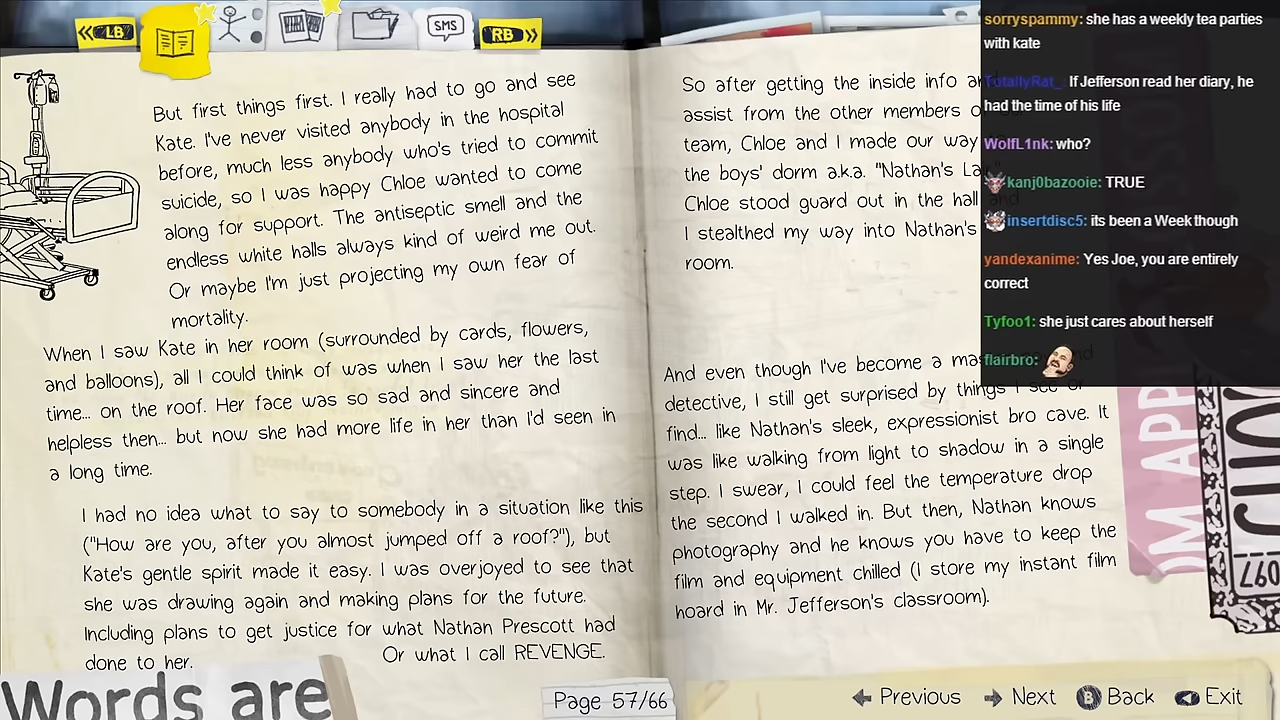 LB
SMS
RB
But first things first. I really had to go and see
Kate. I've never visited anybody in the hospital
before, much less anybody who's tried to commit
suicide, so I was happy Chloe wanted to come
along for support. The antiseptic smell and the
endless white halls always kind of weird me out.
Or maybe I'm just projecting my own fear of
mortality.
When I saw Kate in her room (surrounded by cards, flowers,
and balloons), all I could think of was when I saw her the last
time... on the roof. Her face was so sad and sincere and
helpless then... but now she had more life in her than I'd seen in
a long time.
I had no idea what to say to somebody in a situation like this
("How are you, after you almost jumped off a roof?"), but
Kate's gentle spirit made it easy. I was overjoyed to see that
she was drawing again and making plans for the future.
Including plans to get justice for what Nathan Prescott had
done to her.
Or what I call REVENGE.
Words are
So after getting the inside info
assist from the other members
team, Chloe and I made our way
the boys' dorm a.k.a. "Nathan's
Chloe stood guard out in the hall and
I stealthed my way into Nathan's
room.
And even though I've become a
detective, I still get surprised by things I see or
find... like Nathan's sleek, expressionist bro cave. It
was like walking from light to shadow in a single
step. I swear, I could feel the temperature drop
the second I walked in. But then, Nathan knows
photography and he knows you have to keep the
film and equipment chilled (I store my instant film
hoard in Mr. Jefferson's classroom).
Page 57/66
Previous
Next
B Back
Exit
sorryspammy: she has a weekly tea parties
with kate
TotallyRat_: If Jefferson read her diary, he
had the time of his life
WolfL1nk: who?
kanj0bazooie: TRUE
insertdisc5: its been a Week though
yandexanime: Yes Joe, you are entirely
correct
Tyfoo1: she just cares about herself
flairbro: